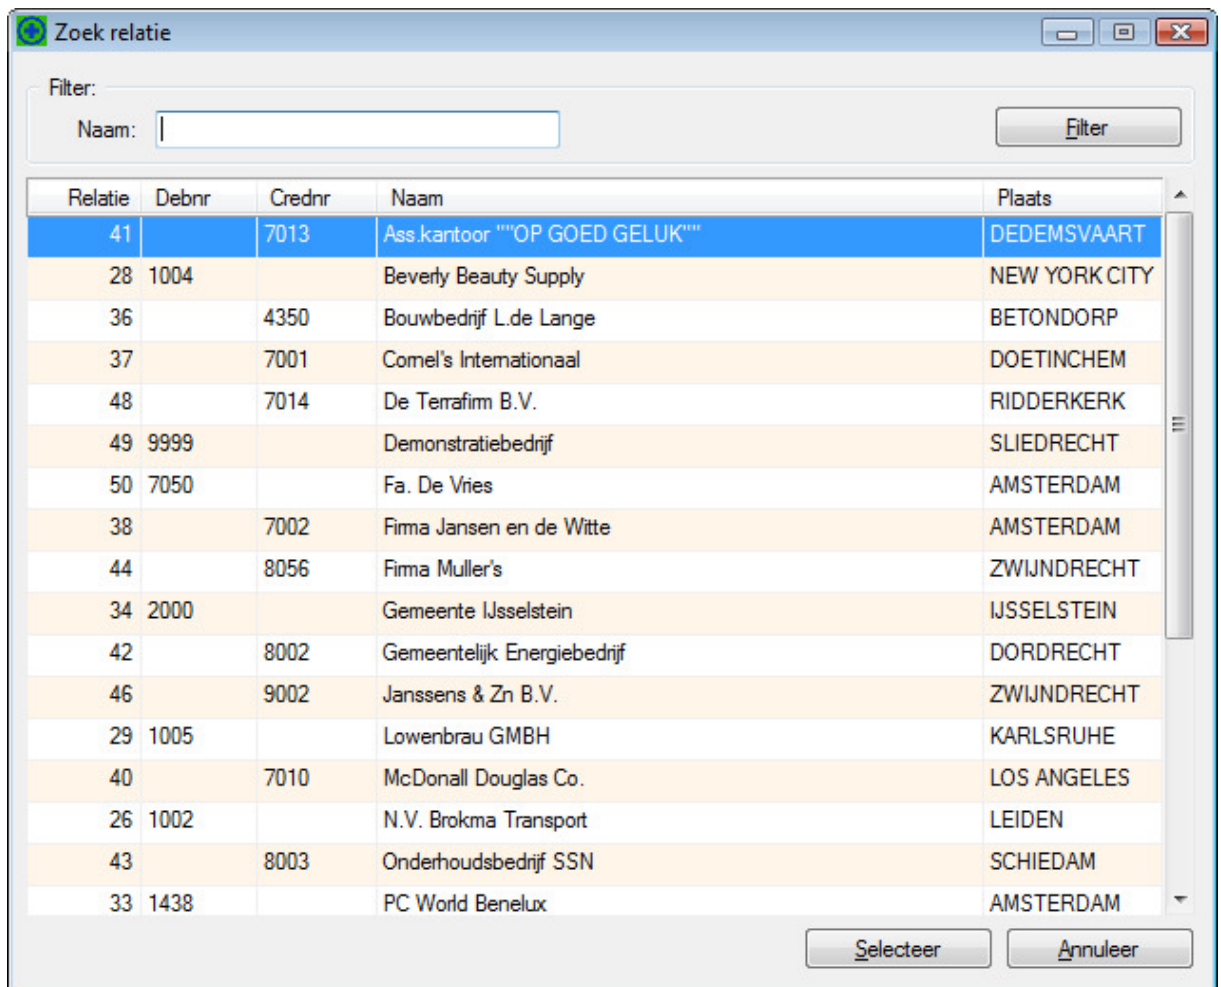 Zoek relatie
Filter:
Naam: Filter
Relatie Debnr Crednr Naam Plaats
41 7013 Ass.kantoor ""OP GOED GELUK"" DEDEMSVAART
28 1004 Beverly Beauty Supply NEW YORK CITY
36 4350 Bouwbedrijf L.de Lange BETONDORP
37 7001 Cornel's Internationaal DOETINCHEM
48 7014 De Terrafirm B.V. RIDDERKERK
49 9999 Demonstratiebedrijf SLIEDRECHT
50 7050 Fa. De Vries AMSTERDAM
38 7002 Firma Jansen en de Witte AMSTERDAM
44 8056 Firma Muller's ZWIJNDRECHT
34 2000 Gemeente IJsselstein IJSSELSTEIN
42 8002 Gemeentelijk Energiebedrijf DORDRECHT
46 9002 Janssens & Zn B.V. ZWIJNDRECHT
29 1005 Lowenbrau GMBH KARLSRUHE
40 7010 McDonall Douglas Co. LOS ANGELES
26 1002 N.V. Brokma Transport LEIDEN
43 8003 Onderhoudsbedrijf SSN SCHIEDAM
33 1438 PC World Benelux AMSTERDAM
Selecteer Annuleer